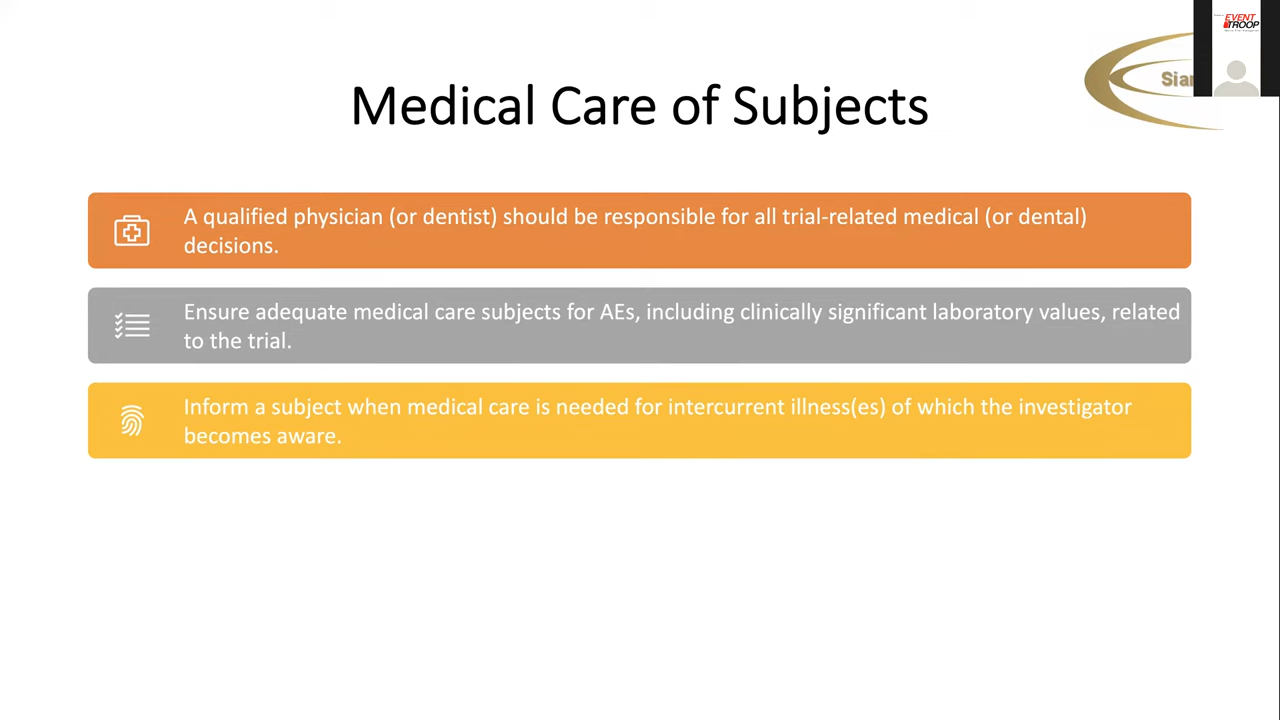 EVENT
TROOP
Medical Care of Subjects
A qualified physician (or dentist) should be responsible for all trial-related medical (or dental)
decisions.
Ensure adequate medical care subjects for AEs, including clinically significant laboratory values, related
to the trial.
Inform a subject when medical care is needed for intercurrent illness(es) of which the investigator
becomes aware.